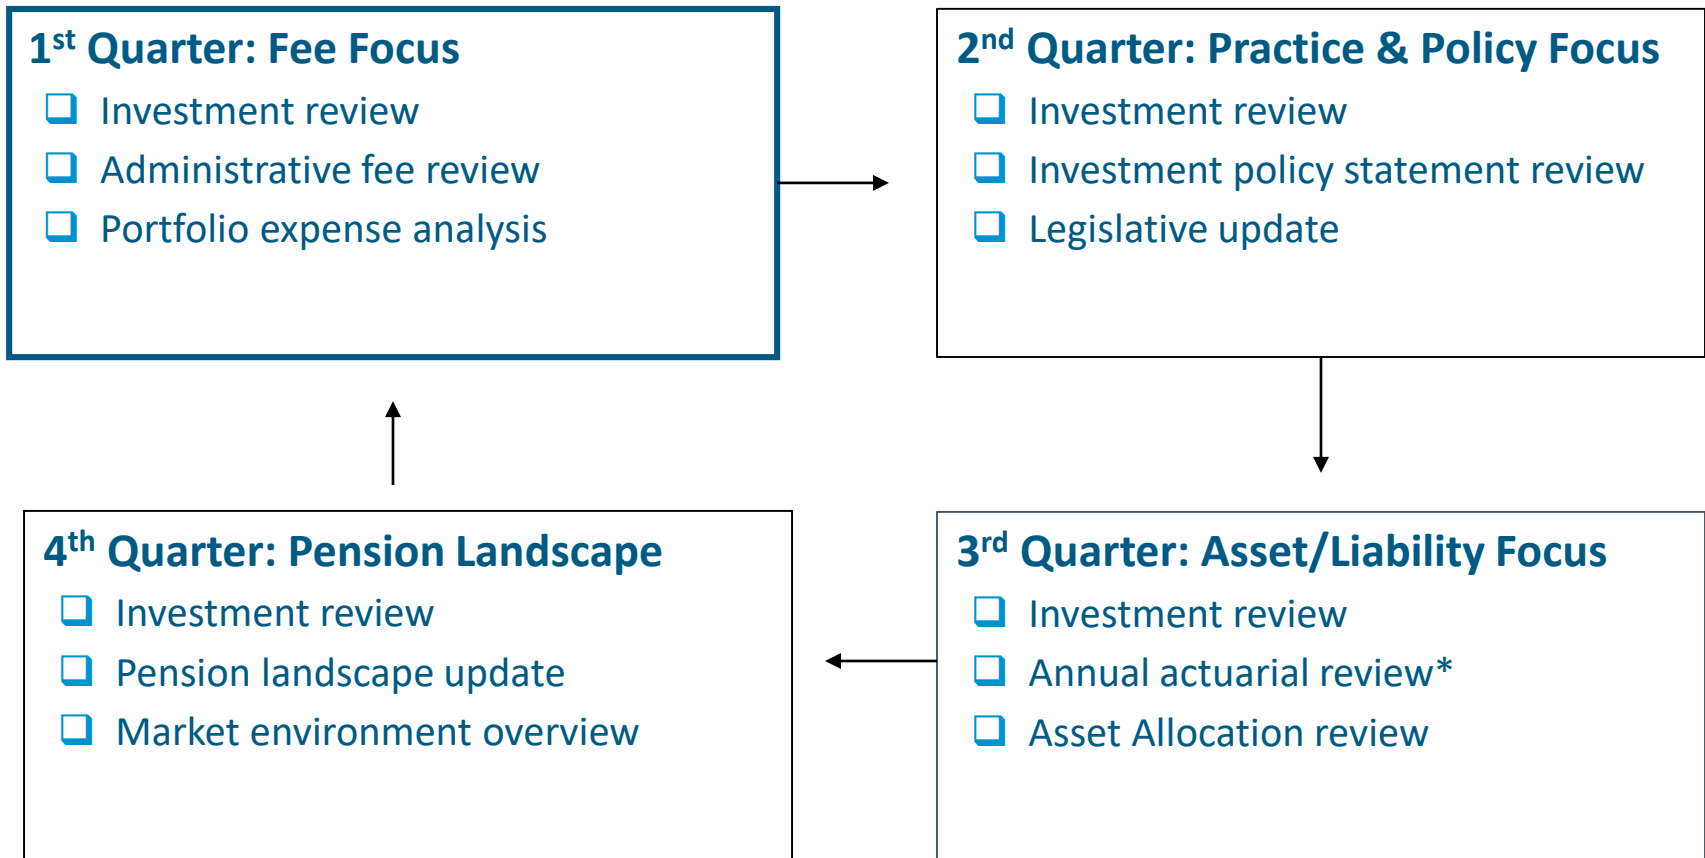 1st Quarter: Fee Focus
Investment review
Administrative fee review
Portfolio expense analysis
2nd Quarter: Practice & Policy Focus
Investment review
Investment policy statement review
Legislative update
3rd Quarter: Asset/Liability Focus
Investment review
Annual actuarial review*
Asset Allocation review
4th Quarter: Pension Landscape
Investment review
Pension landscape update
Market environment overview